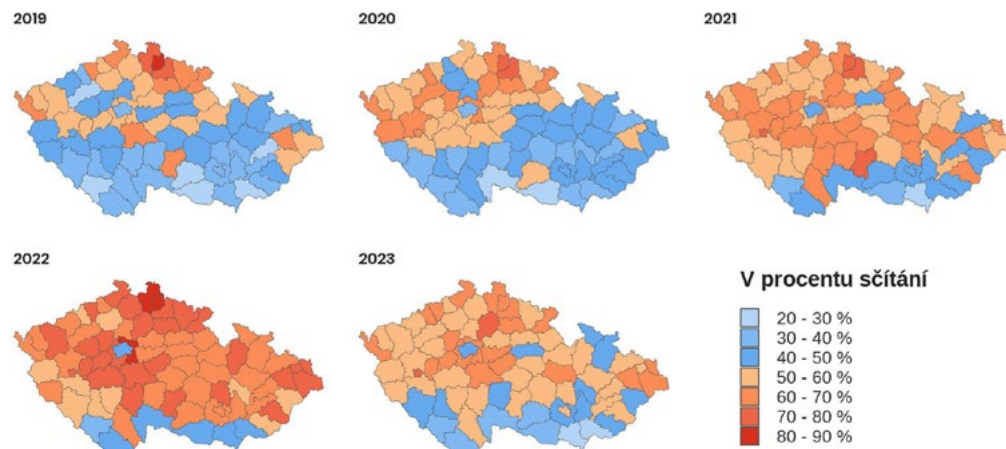 2019
2020
2021
2022
2023
V procentu sčítání
20 - 30 %
30 - 40 %
40 - 50 %
50 - 60 %
60 - 70 %
70 - 80 %
80 - 90 %